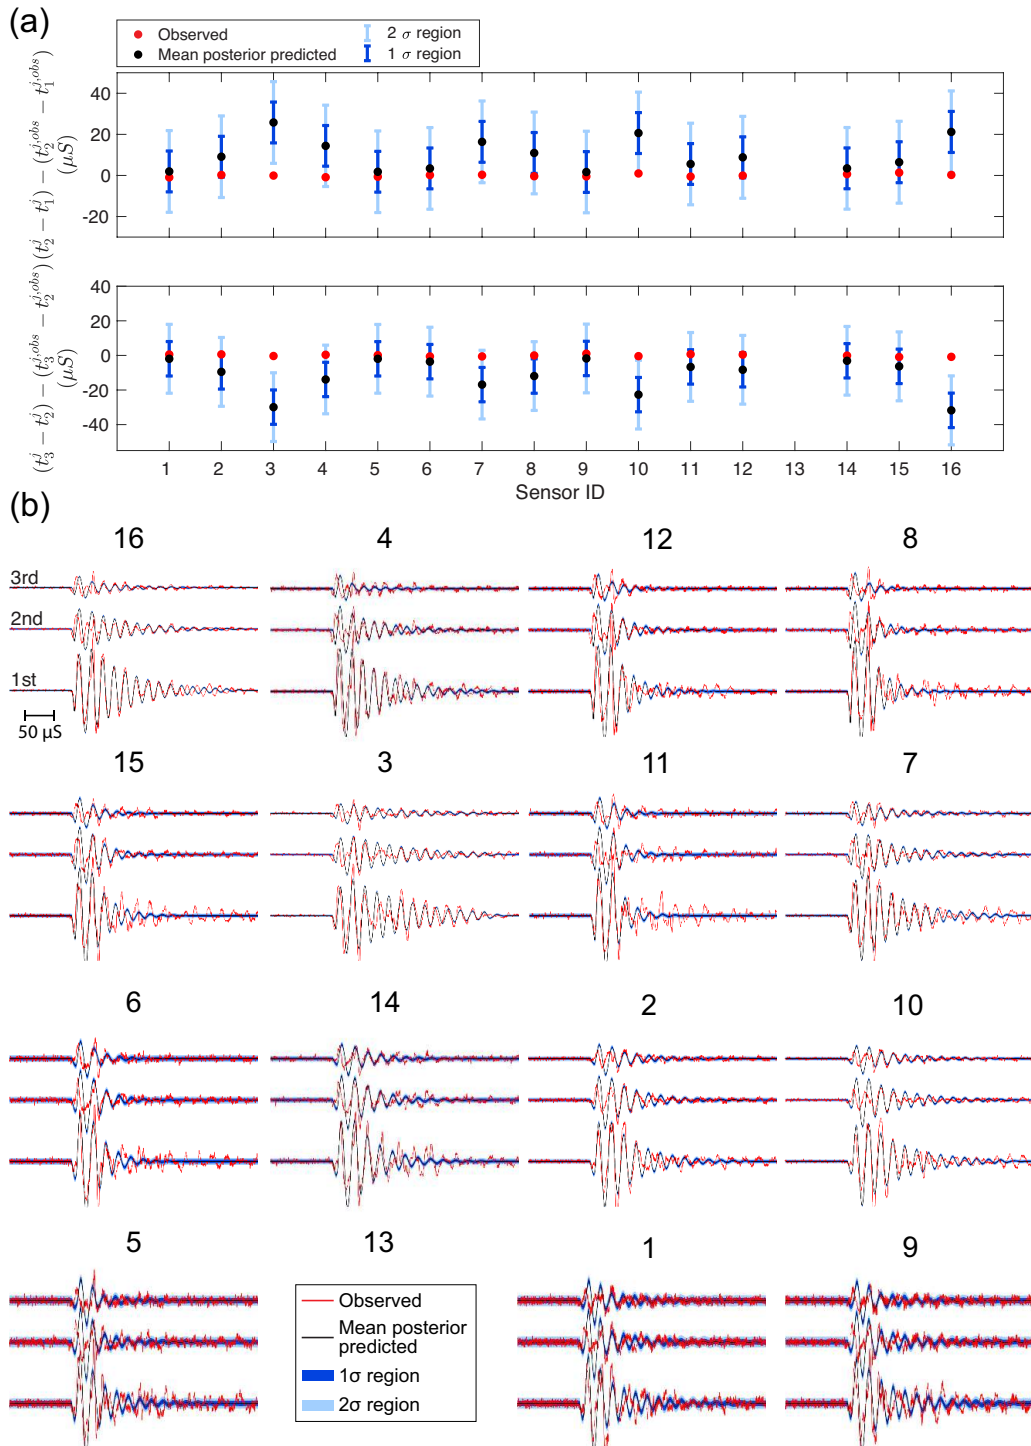 (a)
Observed
Mean posterior predicted
2 σ region
1 σ region
(t₂ʲ − t₁ʲ) − (t₂ʲ,ᵒᵇˢ − t₁ʲ,ᵒᵇˢ)
(μS)
40
20
0
-20
(t₃ʲ − t₂ʲ) − (t₃ʲ,ᵒᵇˢ − t₂ʲ,ᵒᵇˢ)
(μS)
40
20
0
-20
-40
1 2 3 4 5 6 7 8 9 10 11 12 13 14 15 16
Sensor ID
(b)
16 4 12 8
3rd
2nd
1st
50 μS
15 3 11 7
6 14 2 10
5 13 1 9
Observed
Mean posterior
predicted
1σ region
2σ region